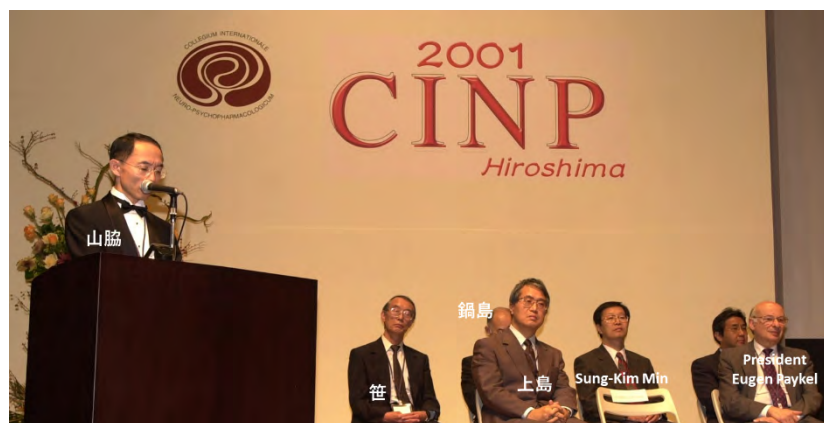 COLLEGIUM INTERNATIONALE
NEURO-PSYCHOPHARMACOLOGICUM
2001
CINP
Hiroshima
山脇
鍋島
笹
上島
Sung-Kim Min
President
Eugen Paykel